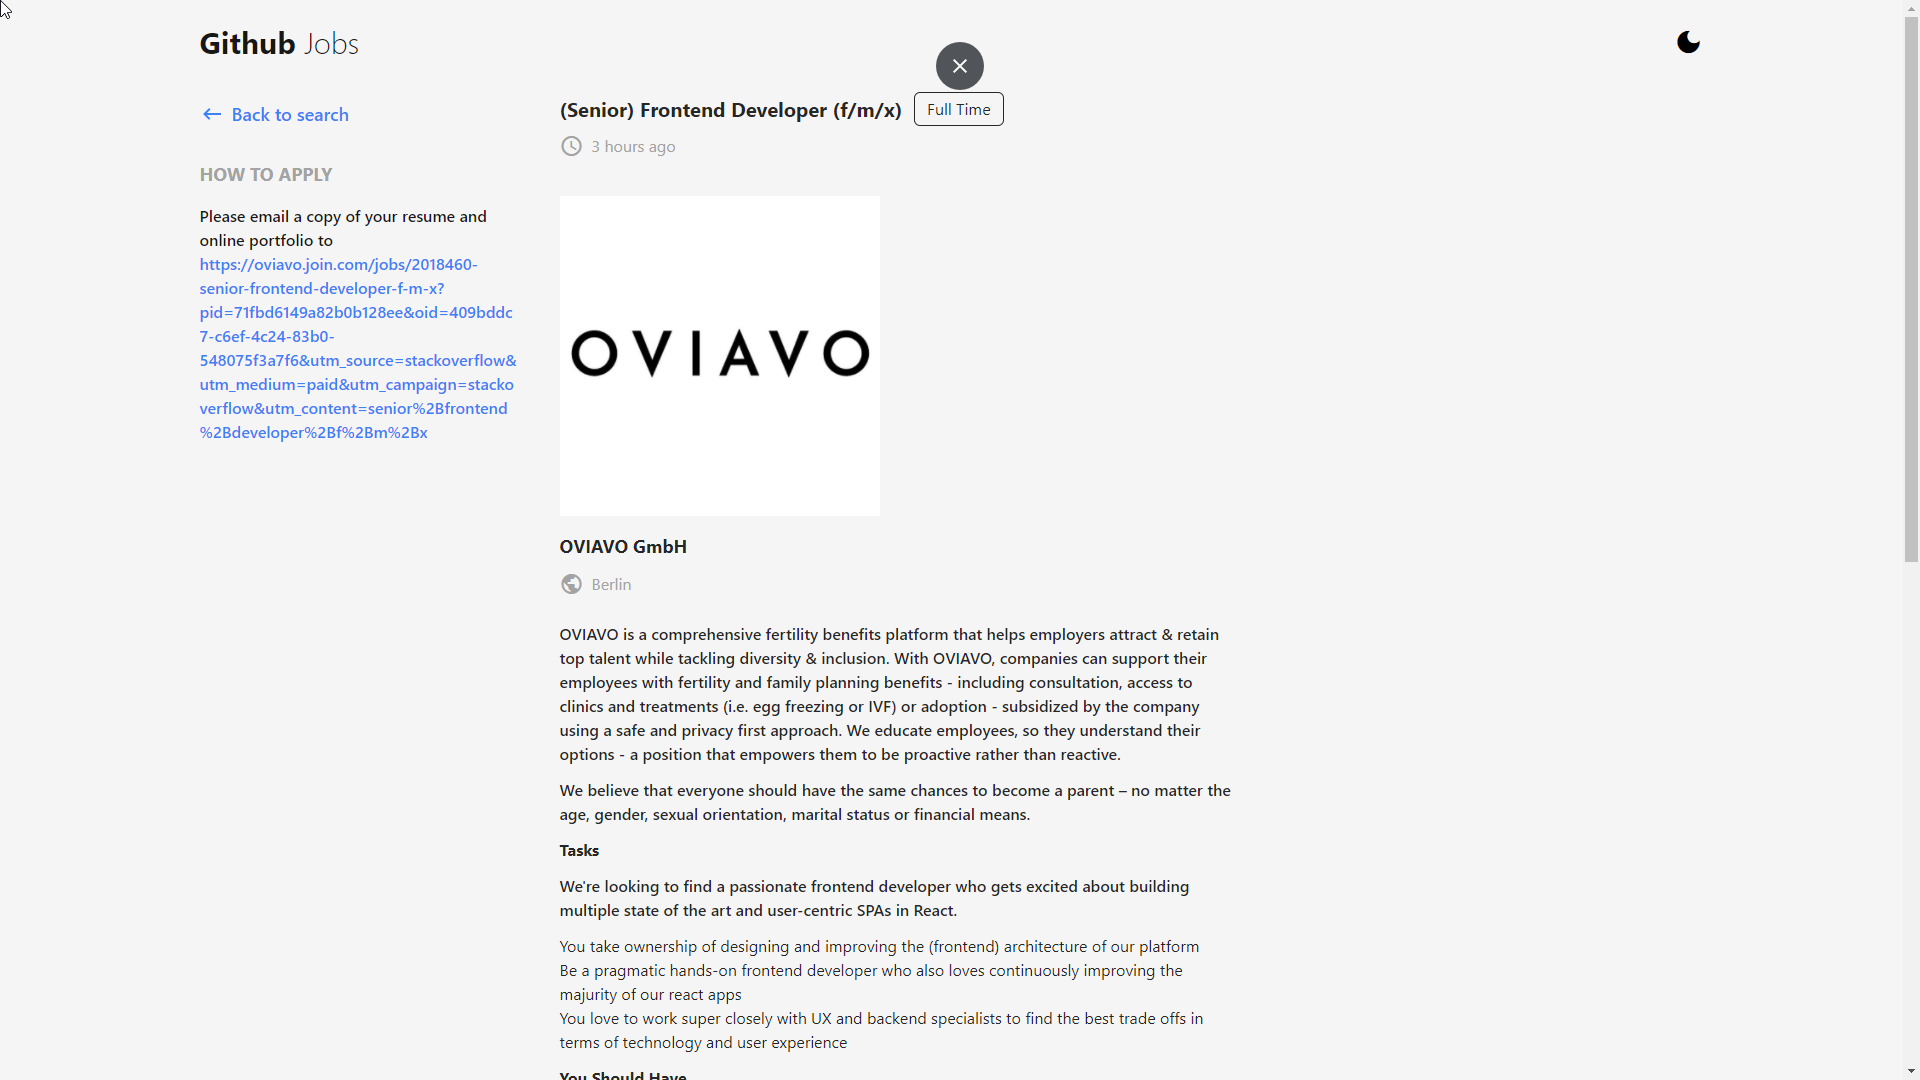 Github Jobs
Back to search
HOW TO APPLY
Please email a copy of your resume and
online portfolio to
https://oviavo.join.com/jobs/2018460-
senior-frontend-developer-f-m-x?
pid=71fbd6149a82b0b128ee&oid=409bddc
7-c6ef-4c24-83b0-
548075f3a7f6&utm_source=stackoverflow&
utm_medium=paid&utm_campaign=stacko
verflow&utm_content=senior%2Bfrontend
%2Bdeveloper%2Bf%2Bm%2Bx
(Senior) Frontend Developer (f/m/x) Full Time
3 hours ago
OVIAVO
OVIAVO GmbH
Berlin
OVIAVO is a comprehensive fertility benefits platform that helps employers attract & retain
top talent while tackling diversity & inclusion. With OVIAVO, companies can support their
employees with fertility and family planning benefits - including consultation, access to
clinics and treatments (i.e. egg freezing or IVF) or adoption - subsidized by the company
using a safe and privacy first approach. We educate employees, so they understand their
options - a position that empowers them to be proactive rather than reactive.
We believe that everyone should have the same chances to become a parent – no matter the
age, gender, sexual orientation, marital status or financial means.
Tasks
We're looking to find a passionate frontend developer who gets excited about building
multiple state of the art and user-centric SPAs in React.
You take ownership of designing and improving the (frontend) architecture of our platform
Be a pragmatic hands-on frontend developer who also loves continuously improving the
majurity of our react apps
You love to work super closely with UX and backend specialists to find the best trade offs in
terms of technology and user experience
You Should Have